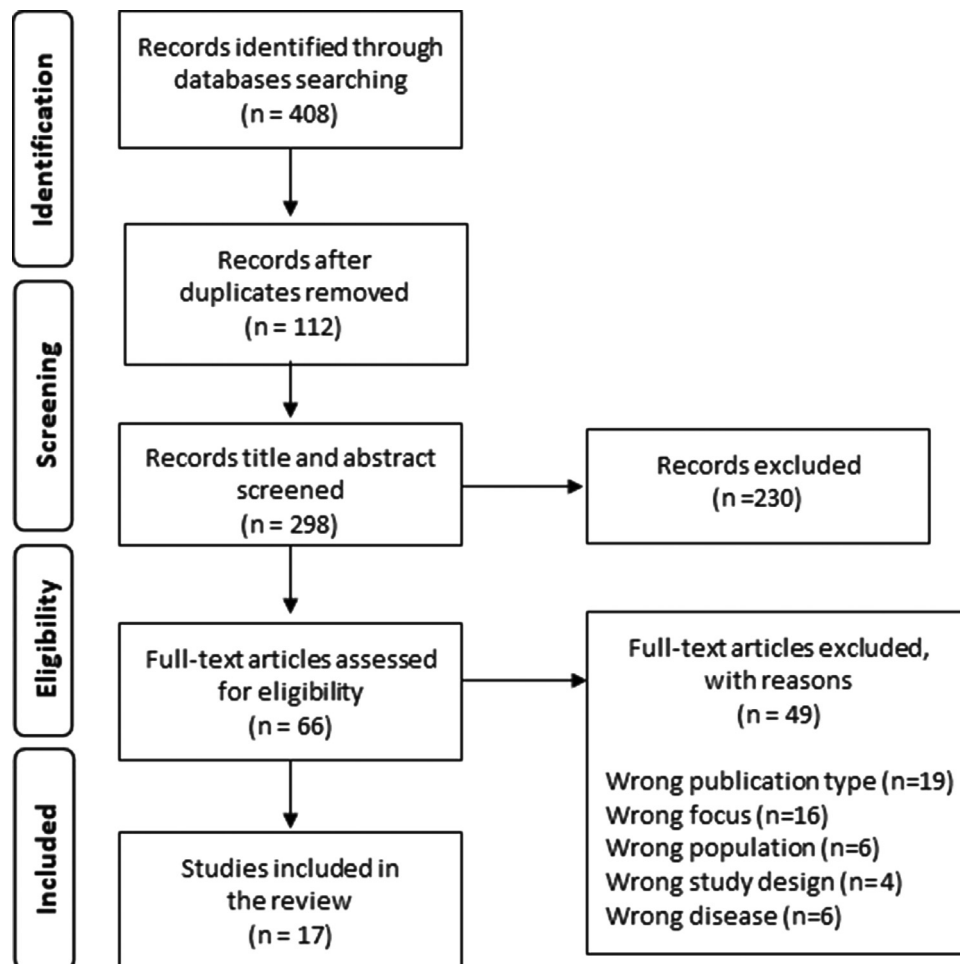 Identification
Records identified through
databases searching
(n = 408)
Records after
duplicates removed
(n = 112)
Screening
Records title and abstract
screened
(n = 298)
Records excluded
(n =230)
Eligibility
Full-text articles assessed
for eligibility
(n = 66)
Full-text articles excluded,
with reasons
(n = 49)
Wrong publication type (n=19)
Wrong focus (n=16)
Wrong population (n=6)
Wrong study design (n=4)
Wrong disease (n=6)
Included
Studies included in
the review
(n = 17)